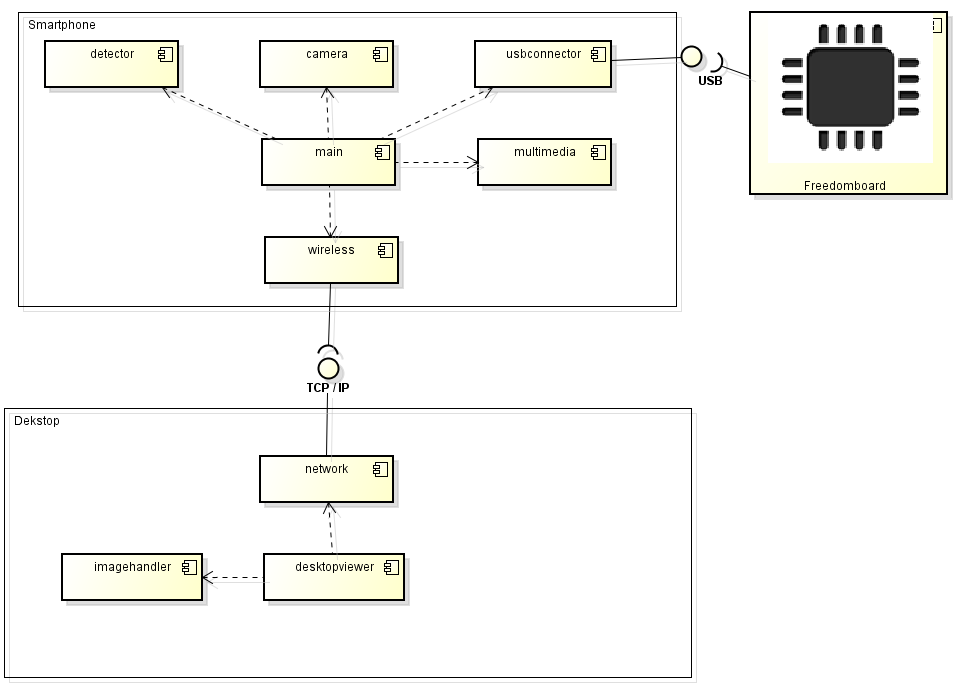 Smartphone
detector
camera
usbconnector
USB
main
multimedia
Freedomboard
wireless
TCP / IP
Dekstop
network
imagehandler
desktopviewer